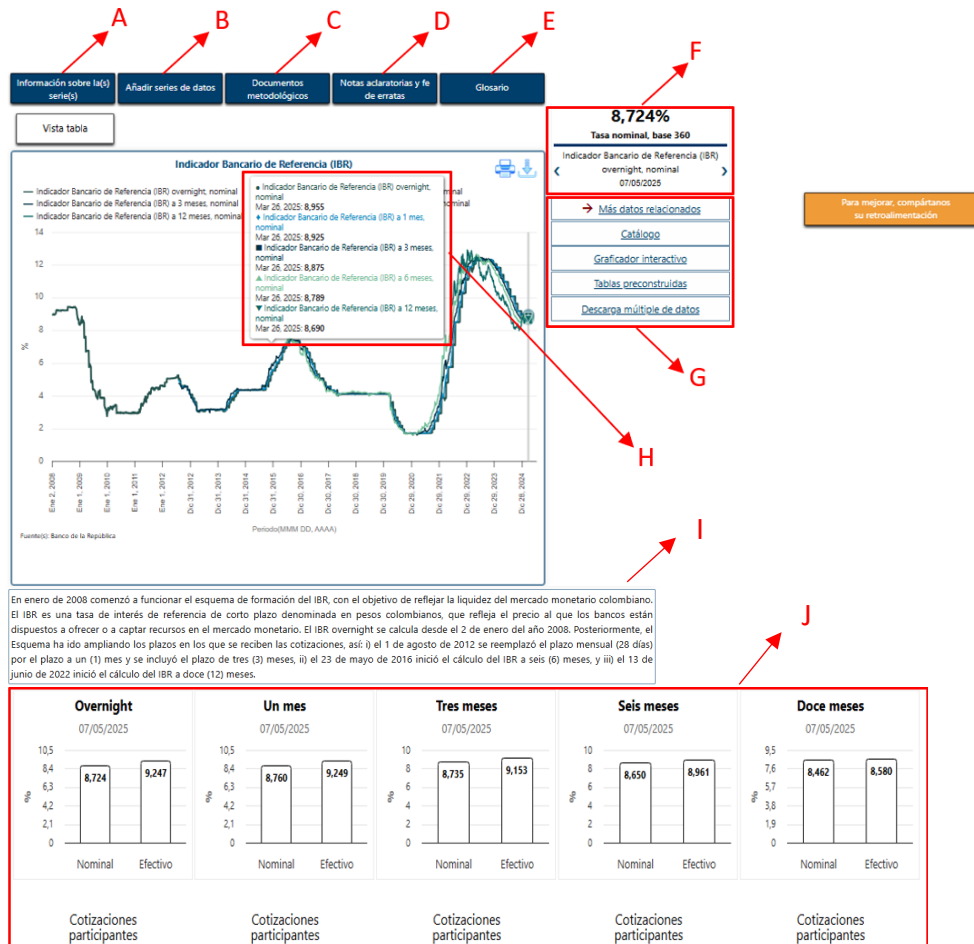 A
B
C
D
E
F
Información sobre la(s)
serie(s)
Añadir series de datos
Documentos
metodológicos
Notas aclaratorias y fe
de erratas
Glosario
Vista tabla
8,724%
Tasa nominal, base 360
Indicador Bancario de Referencia (IBR)
overnight, nominal
07/05/2025
Indicador Bancario de Referencia (IBR)
Indicador Bancario de Referencia (IBR) overnight, nominal
Indicador Bancario de Referencia (IBR) a 3 meses, nominal
Indicador Bancario de Referencia (IBR) a 12 meses, nominal
Indicador Bancario de Referencia (IBR) overnight,
nominal
Mar 26, 2025: 8,955
Indicador Bancario de Referencia (IBR) a 1 mes,
nominal
Mar 26, 2025: 8,925
Indicador Bancario de Referencia (IBR) a 3 meses,
nominal
Mar 26, 2025: 8,875
Indicador Bancario de Referencia (IBR) a 6 meses,
nominal
Mar 26, 2025: 8,789
Indicador Bancario de Referencia (IBR) a 12 meses,
nominal
Mar 26, 2025: 8,690
→ Más datos relacionados
Catálogo
Graficador interactivo
Tablas preconstruidas
Descarga múltiple de datos
Para mejorar, compártanos
su retroalimentación
G
H
14
12
10
8
6
4
2
0
%
Ene 2, 2008
Ene 1, 2009
Ene 1, 2010
Ene 1, 2011
Dic 31, 2012
Dic 31, 2013
Dic 31, 2014
Dic 31, 2015
Dic 30, 2016
Dic 30, 2017
Dic 30, 2018
Dic 29, 2019
Dic 29, 2020
Dic 29, 2021
Dic 29, 2022
Dic 29, 2023
Dic 28, 2024
Periodo(MMM DD, AAAA)
Fuente(s): Banco de la República
I
En enero de 2008 comenzó a funcionar el esquema de formación del IBR, con el objetivo de reflejar la liquidez del mercado monetario colombiano.
El IBR es una tasa de interés de referencia de corto plazo denominada en pesos colombianos, que refleja el precio al que los bancos están
dispuestos a ofrecer o a captar recursos en el mercado monetario. El IBR overnight se calcula desde el 2 de enero del año 2008. Posteriormente, el
Esquema ha ido ampliando los plazos en los que se reciben las cotizaciones, así: i) el 1 de agosto de 2012 se reemplazó el plazo mensual (28 días)
por el plazo a un (1) mes y se incluyó el plazo de tres (3) meses, ii) el 23 de mayo de 2016 inició el cálculo del IBR a seis (6) meses, y iii) el 13 de
junio de 2022 inició el cálculo del IBR a doce (12) meses.
J
Overnight
07/05/2025
10,5
8,4
6,3
4,2
2,1
0
%
8,724
9,247
Nominal
Efectivo
Un mes
07/05/2025
10,5
8,4
6,3
4,2
2,1
0
%
8,760
9,249
Nominal
Efectivo
Tres meses
07/05/2025
10
8
6
4
2
0
%
8,735
9,153
Nominal
Efectivo
Seis meses
07/05/2025
10
8
6
4
2
0
%
8,650
8,961
Nominal
Efectivo
Doce meses
07/05/2025
9,5
7,6
5,7
3,8
1,9
0
%
8,462
8,580
Nominal
Efectivo
Cotizaciones
participantes
Cotizaciones
participantes
Cotizaciones
participantes
Cotizaciones
participantes
Cotizaciones
participantes